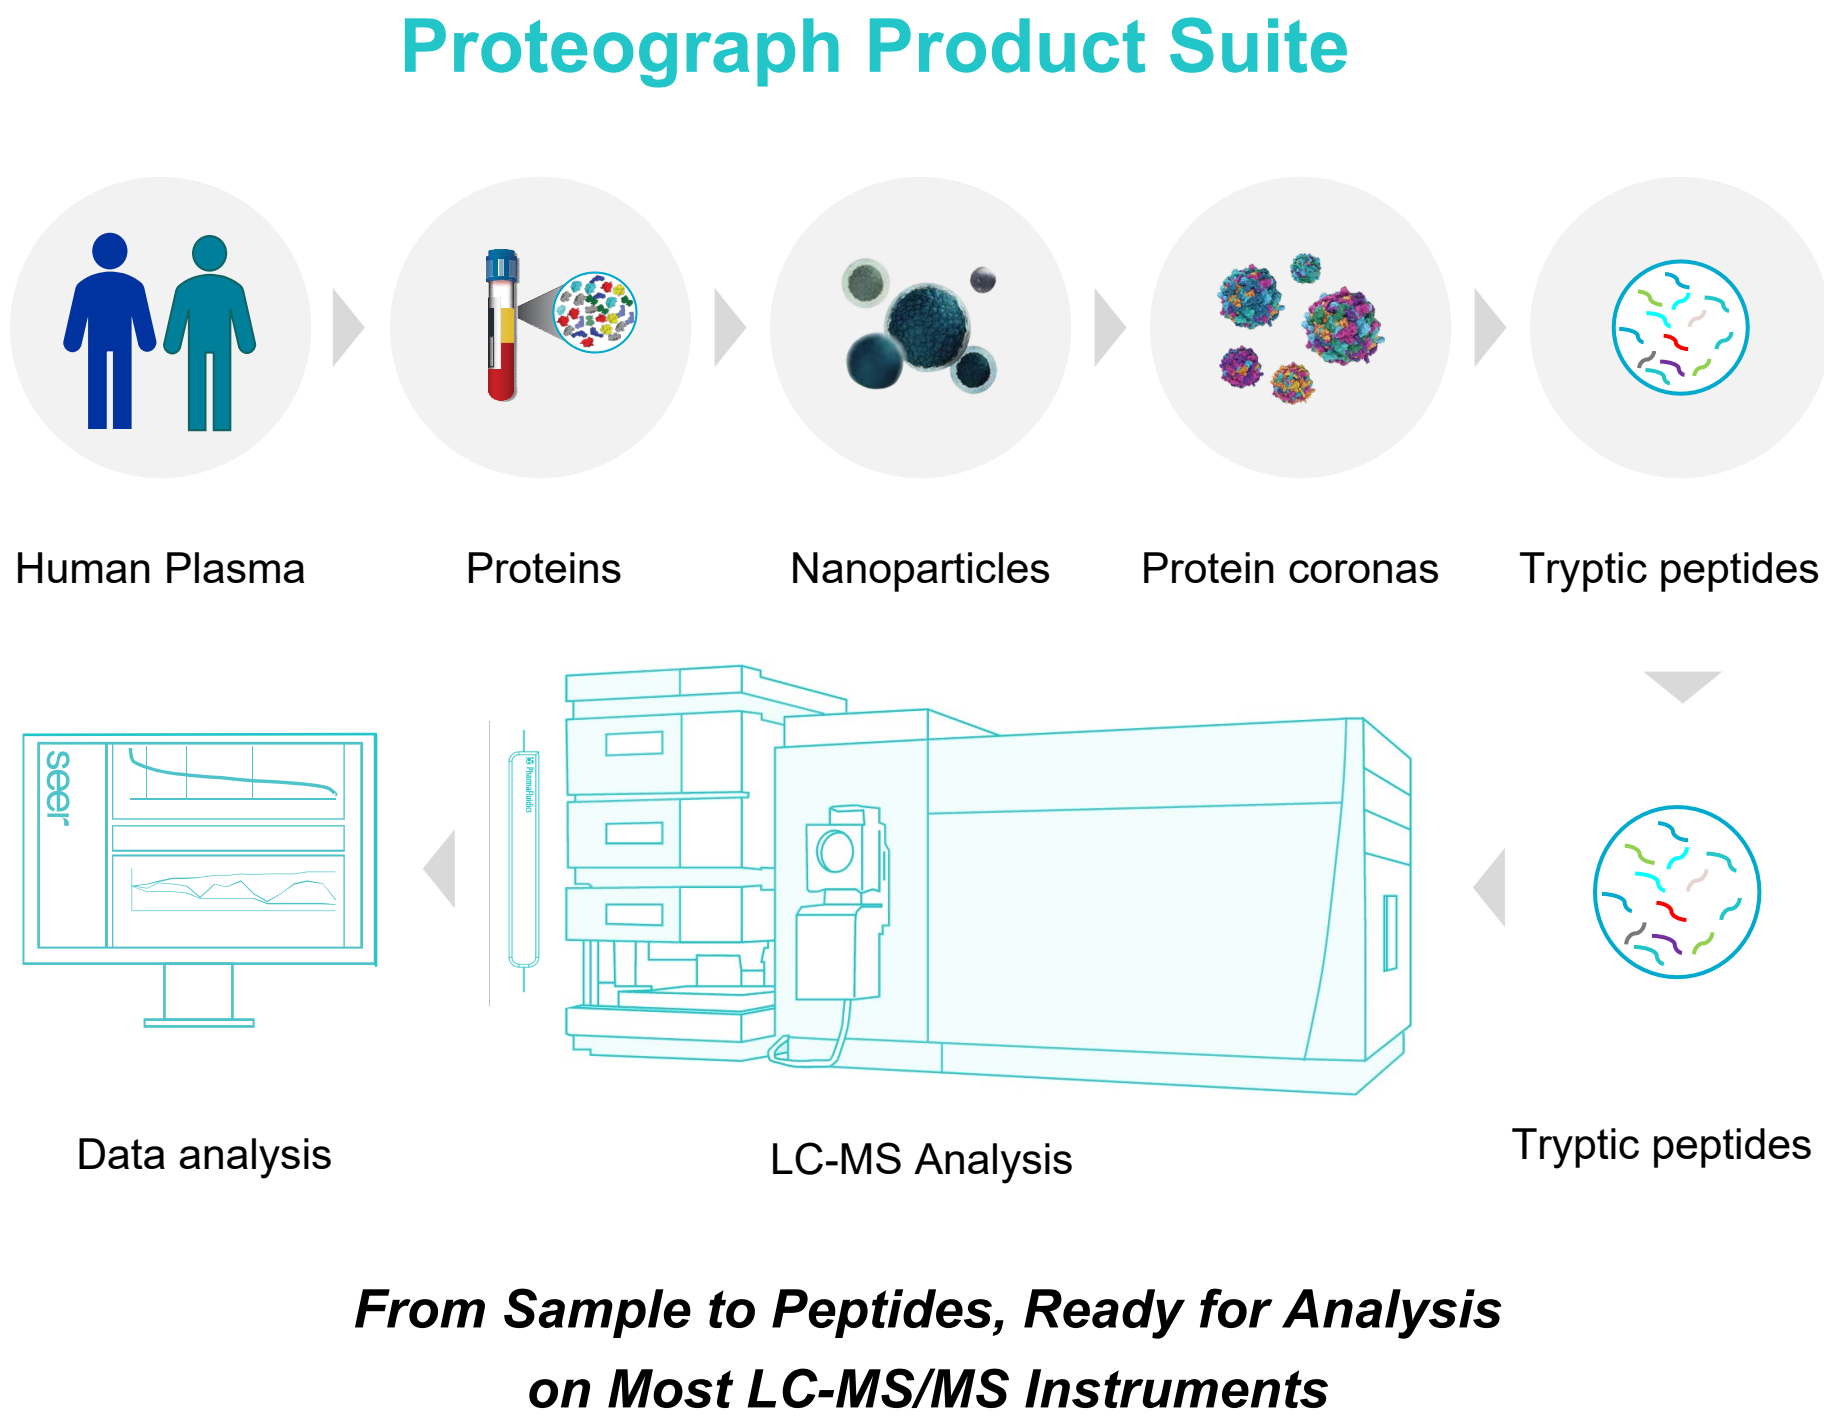 Proteograph Product Suite
Human Plasma
Proteins
Nanoparticles
Protein coronas
Tryptic peptides
seer
PharmaFluidics
Data analysis
LC-MS Analysis
Tryptic peptides
From Sample to Peptides, Ready for Analysis
on Most LC-MS/MS Instruments